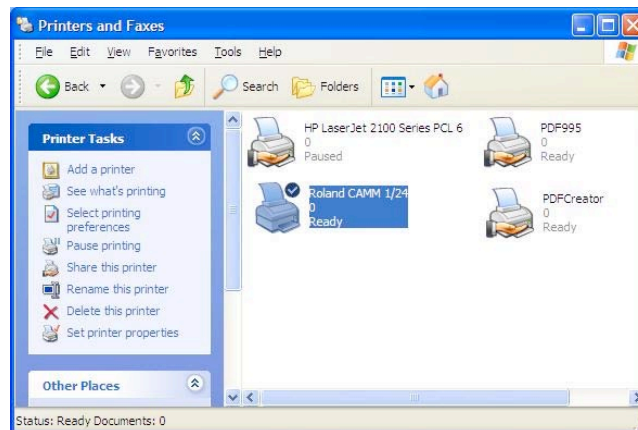 Printers and Faxes
File Edit View Favorites Tools Help
Back Search Folders
Printer Tasks
Add a printer
See what's printing
Select printing
preferences
Pause printing
Share this printer
Rename this printer
Delete this printer
Set printer properties
Other Places
HP LaserJet 2100 Series PCL 6
0
Paused
PDF995
0
Ready
Roland CAMM 1/24
0
Ready
PDFCreator
0
Ready
Status: Ready Documents: 0